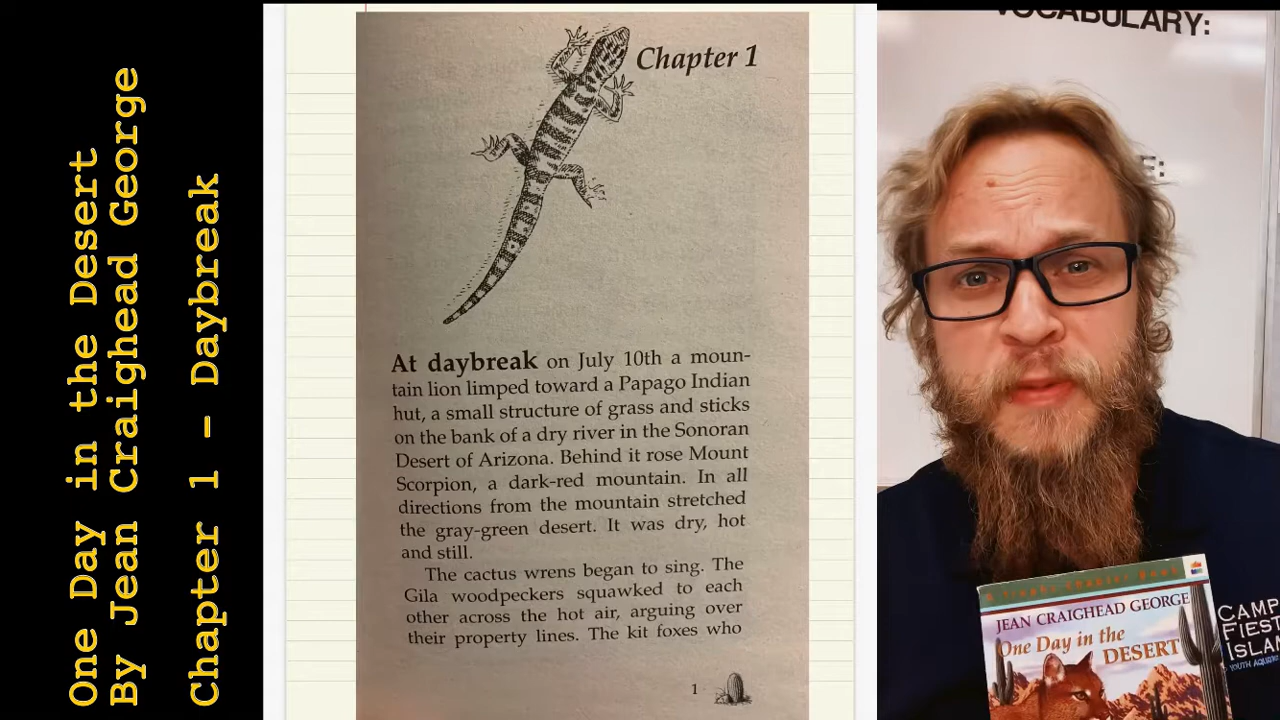 One Day in the Desert
By Jean Craighead George
Chapter 1 - Daybreak
Chapter 1
At daybreak on July 10th a moun-
tain lion limped toward a Papago Indian
hut, a small structure of grass and sticks
on the bank of a dry river in the Sonoran
Desert of Arizona. Behind it rose Mount
Scorpion, a dark-red mountain. In all
directions from the mountain stretched
the gray-green desert. It was dry, hot
and still.
The cactus wrens began to sing. The
Gila woodpeckers squawked to each
other across the hot air, arguing over
their property lines. The kit foxes who
1
VOCABULARY:
E:
A Trophy Chapter Book
JEAN CRAIGHEAD GEORGE
One Day in the
DESERT
CAMP
FIEST
ISLAN
YOUTH AQUATIC